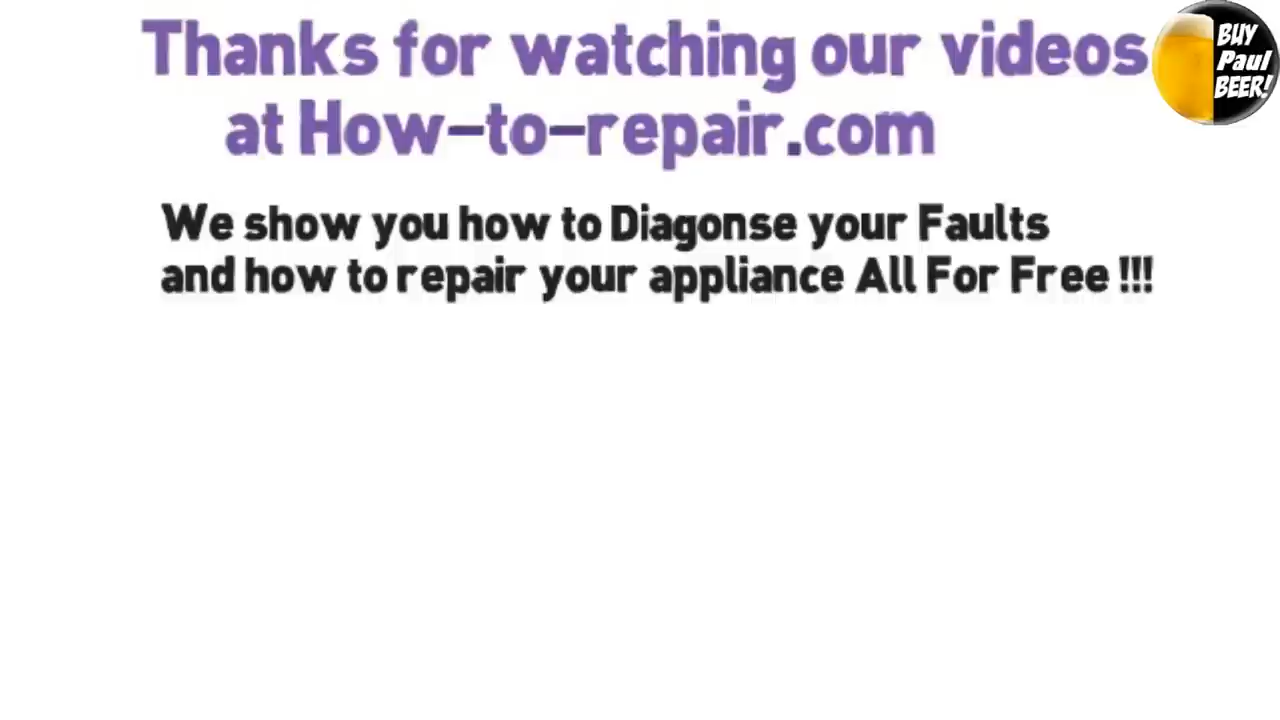 Thanks for watching our videos
at How-to-repair.com
We show you how to Diagonse your Faults
and how to repair your appliance All For Free !!!
BUY
Paul
BEER!